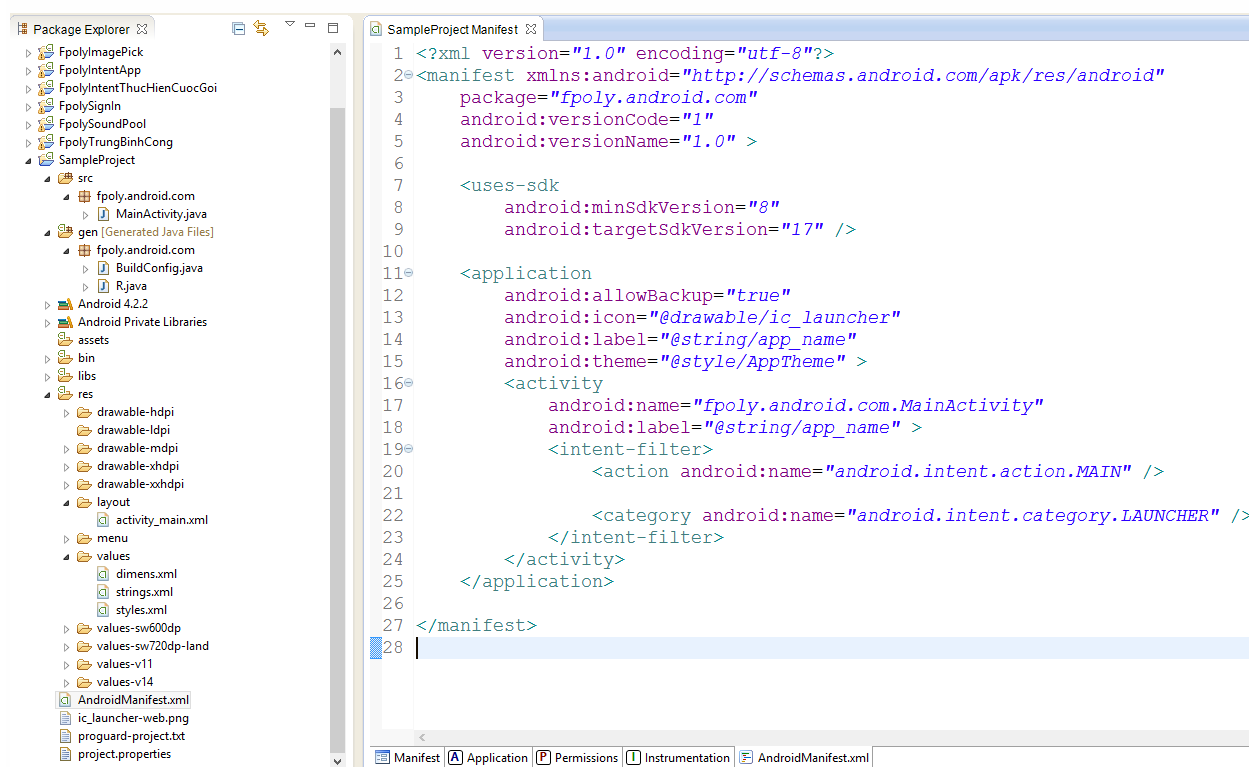 Package Explorer
FpolyImagePick
FpolyIntentApp
FpolyIntentThucHienCuocGoi
FpolySignIn
FpolySoundPool
FpolyTrungBinhCong
SampleProject
src
fpoly.android.com
MainActivity.java
gen [Generated Java Files]
fpoly.android.com
BuildConfig.java
R.java
Android 4.2.2
Android Private Libraries
assets
bin
libs
res
drawable-hdpi
drawable-ldpi
drawable-mdpi
drawable-xhdpi
drawable-xxhdpi
layout
activity_main.xml
menu
values
dimens.xml
strings.xml
styles.xml
values-sw600dp
values-sw720dp-land
values-v11
values-v14
AndroidManifest.xml
ic_launcher-web.png
proguard-project.txt
project.properties
SampleProject Manifest
1 <?xml version="1.0" encoding="utf-8"?>
2 <manifest xmlns:android="http://schemas.android.com/apk/res/android"
3 package="fpoly.android.com"
4 android:versionCode="1"
5 android:versionName="1.0" >
6
7 <uses-sdk
8 android:minSdkVersion="8"
9 android:targetSdkVersion="17" />
10
11 <application
12 android:allowBackup="true"
13 android:icon="@drawable/ic_launcher"
14 android:label="@string/app_name"
15 android:theme="@style/AppTheme" >
16 <activity
17 android:name="fpoly.android.com.MainActivity"
18 android:label="@string/app_name" >
19 <intent-filter>
20 <action android:name="android.intent.action.MAIN" />
21
22 <category android:name="android.intent.category.LAUNCHER" />
23 </intent-filter>
24 </activity>
25 </application>
26
27 </manifest>
28
Manifest A Application P Permissions I Instrumentation AndroidManifest.xml